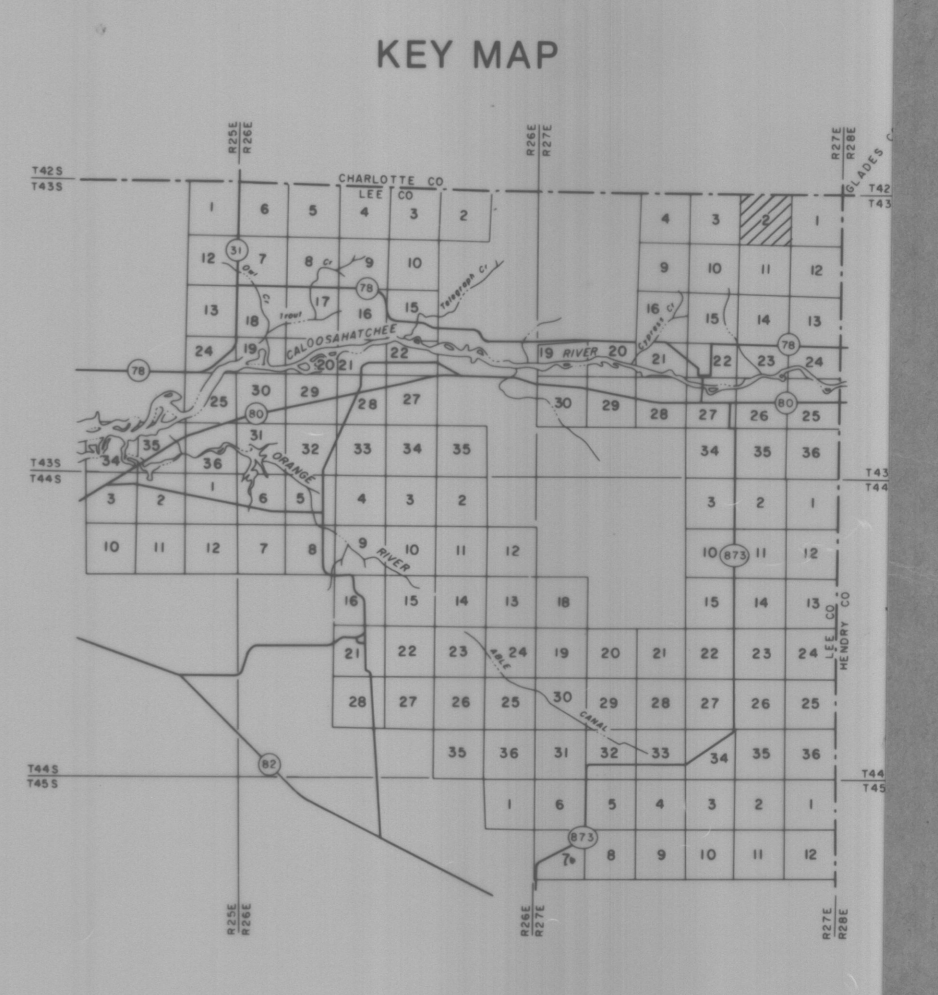 KEY MAP
R25E R26E
R26E R27E
R27E R28E
GLADES C
T42S
T43S
CHARLOTTE CO
LEE CO
T42
T43
1 6 5 4 3 2 4 3 2 1
31
12 7 8 Cr 9 10 9 10 11 12
Owl Cr
78
Telegraph Cr
13 18 Trout 17 16 15 16 Cypress Cr 15 14 13
CALOOSAHATCHEE
78
24 19 20 21 22 19 RIVER 20 21 22 23 24
78
25 30 29 28 27 30 29 28 27 26 25
80
80
34 35 36 31 32 33 34 35 34 35 36
ORANGE
T43S
T44S
T43
T44
3 2 1 6 5 4 3 2 3 2 1
10 11 12 7 8 9 10 11 12 10 873 11 12
RIVER
16 15 14 13 18 15 14 13
LEE CO
HENDRY CO
21 22 23 24 19 20 21 22 23 24
ABLE
28 27 26 25 30 29 28 27 26 25
CANAL
35 36 31 32 33 34 35 36
82
T44S
T45S
T44
T45
1 6 5 4 3 2 1
873
7 8 9 10 11 12
R25E R26E
R26E R27E
R27E R28E